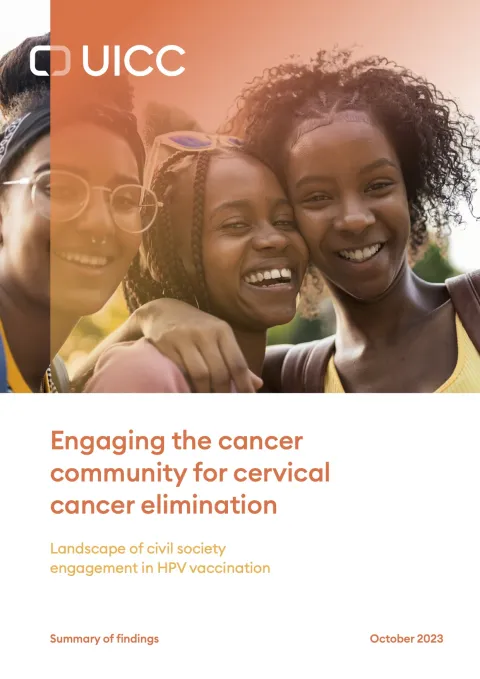 UICC
Engaging the cancer
community for cervical
cancer elimination
Landscape of civil society
engagement in HPV vaccination
Summary of findings
October 2023